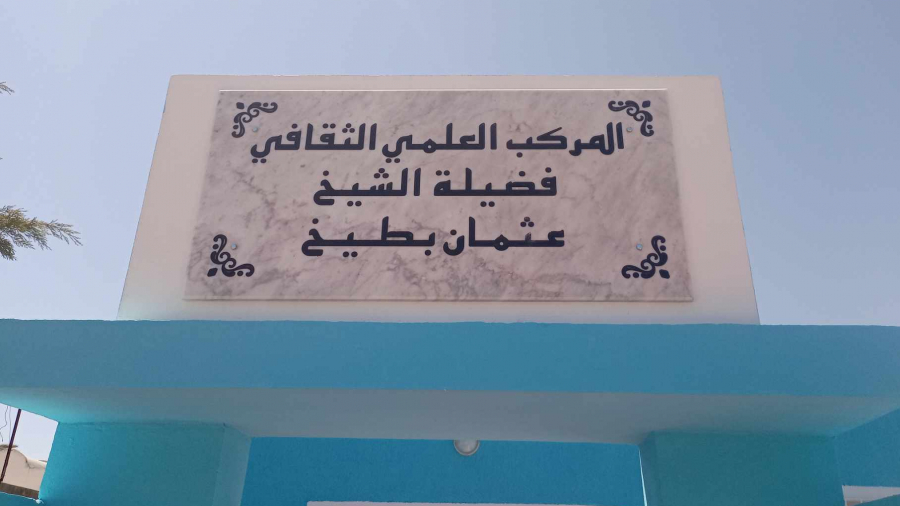 المركب العلمي الثقافي
فضيلة الشيخ
عثمان بطيخ